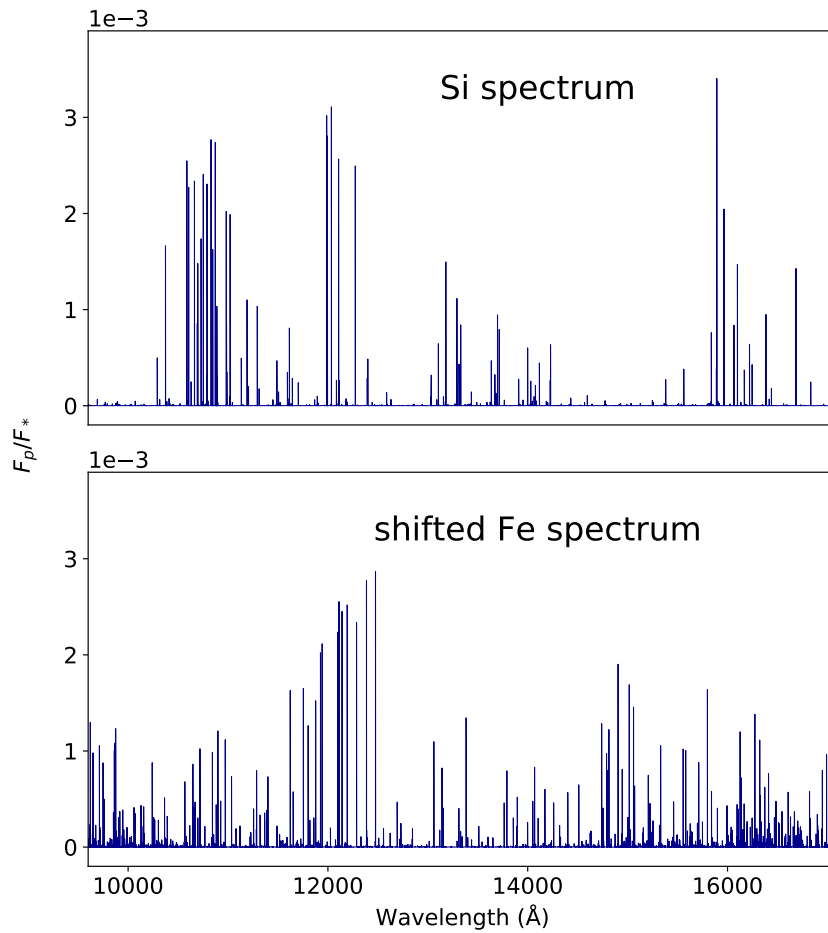 1e−3
Si spectrum
3
2
1
0
F_p/F_*
1e−3
shifted Fe spectrum
3
2
1
0
10000 12000 14000 16000
Wavelength (Å)